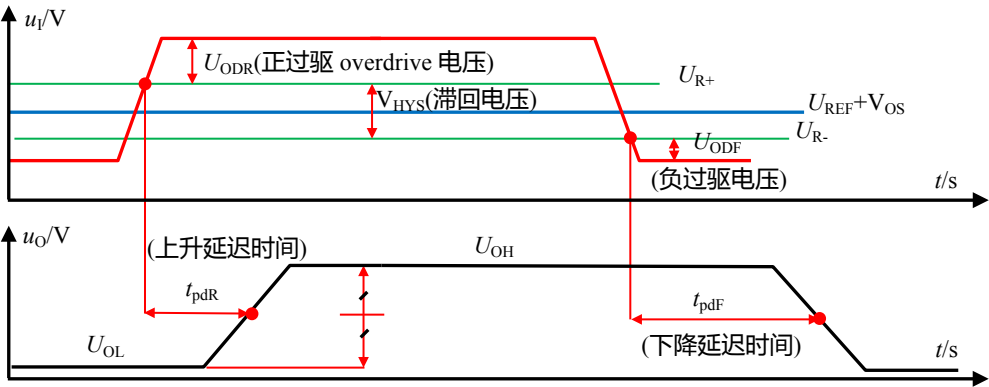 uI/V
UODR(正过� overdrive 电压)
UR+
VHYS(滞回电压)
UREF+VOS
UR-
UODF
(负过驱电压)
t/s
uO/V
(上升延迟时间)
UOH
tpdR
tpdF
UOL
(下降延迟时间)
t/s